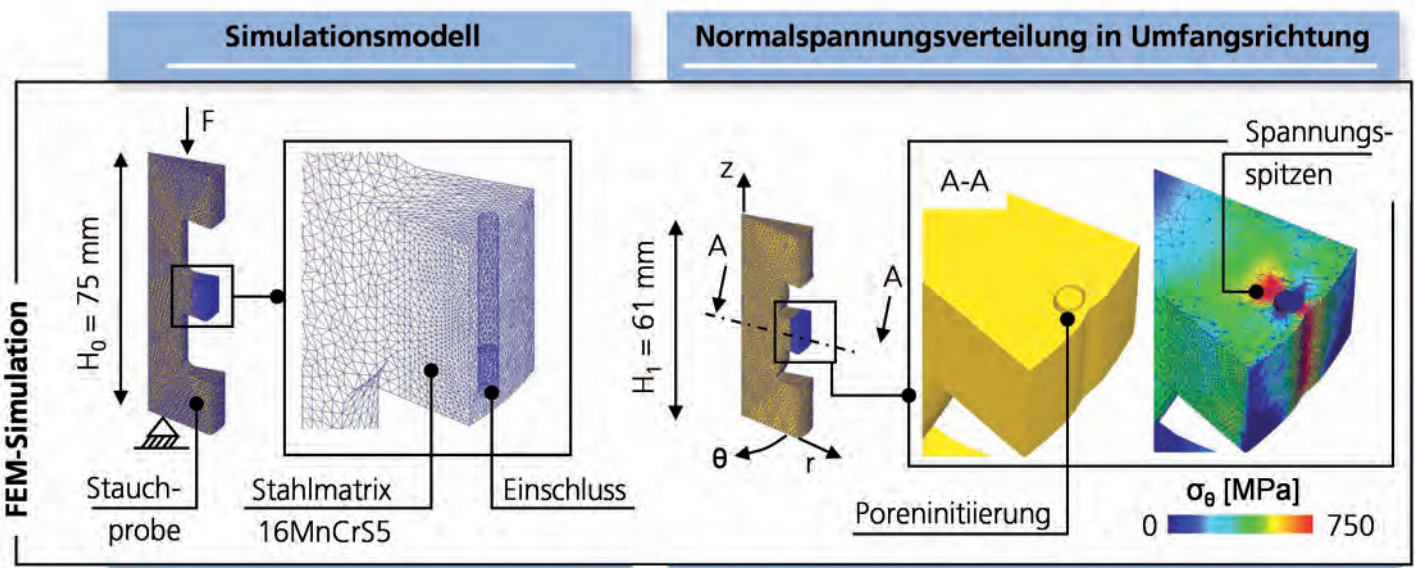 Simulationsmodell
Normalspannungsverteilung in Umfangsrichtung
FEM-Simulation
F
H₀ = 75 mm
Stauch-
probe
Stahlmatrix
16MnCrS5
Einschluss
z
A
A
H₁ = 61 mm
θ
r
A-A
Spannungs-
spitzen
Poreninitiierung
σθ [MPa]
0
750